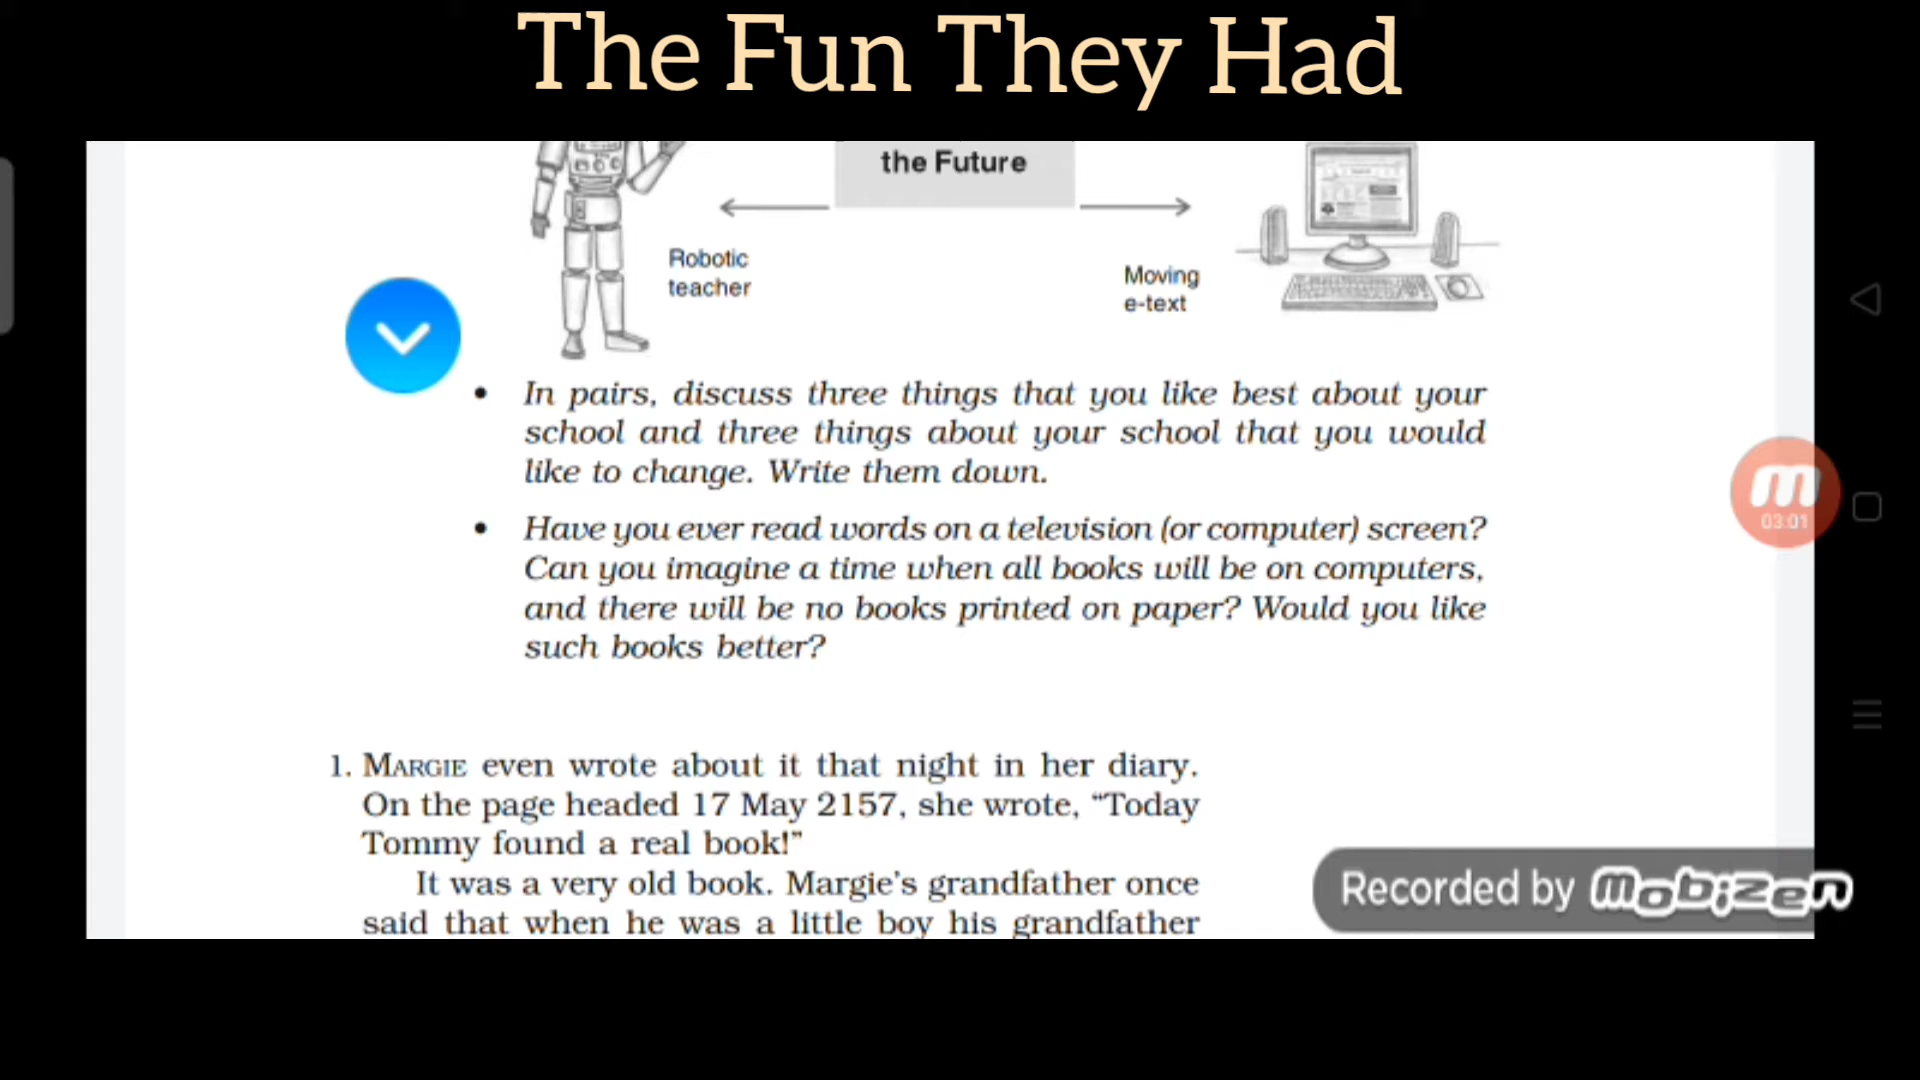 The Fun They Had
the Future
Robotic
teacher
Moving
e-text
• In pairs, discuss three things that you like best about your
school and three things about your school that you would
like to change. Write them down.
• Have you ever read words on a television (or computer) screen?
Can you imagine a time when all books will be on computers,
and there will be no books printed on paper? Would you like
such books better?
03:01
1. MARGIE even wrote about it that night in her diary.
On the page headed 17 May 2157, she wrote, “Today
Tommy found a real book!”
It was a very old book. Margie’s grandfather once
said that when he was a little boy his grandfather
Recorded by mobizen